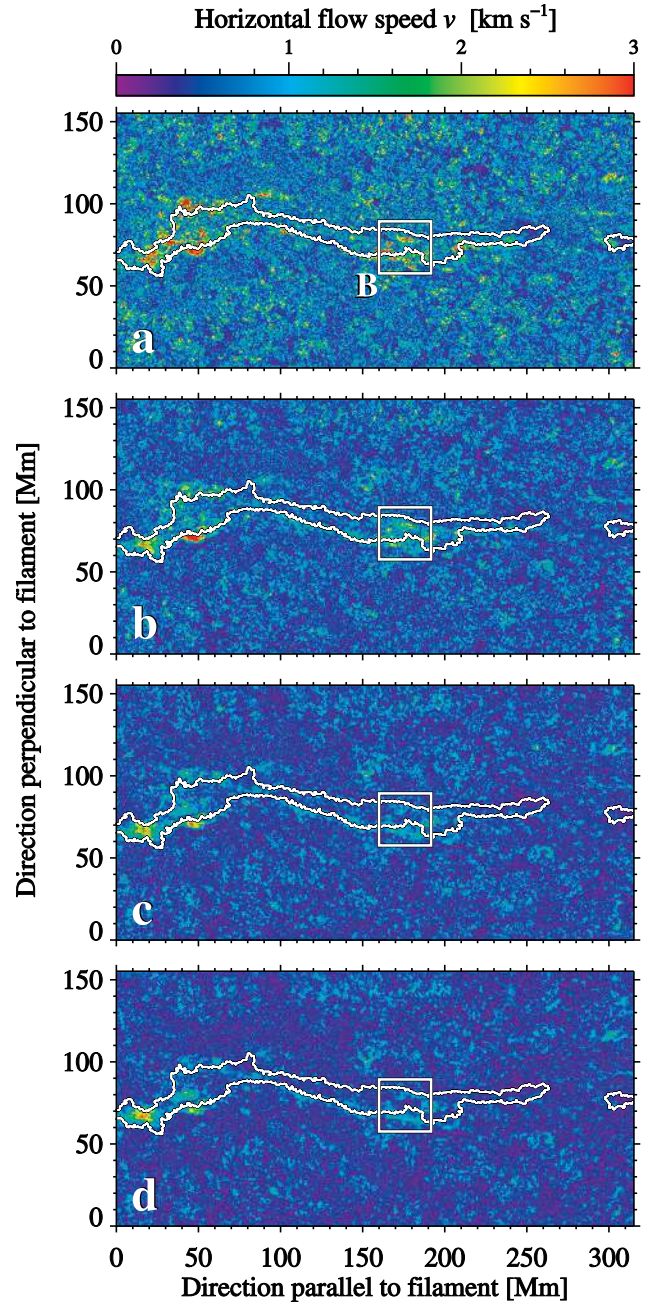 Horizontal flow speed v [km s⁻¹]
0 1 2 3
150
100
50
0
B
a
150
100
50
0
b
Direction perpendicular to filament [Mm]
150
100
50
0
c
150
100
50
0
d
0 50 100 150 200 250 300
Direction parallel to filament [Mm]